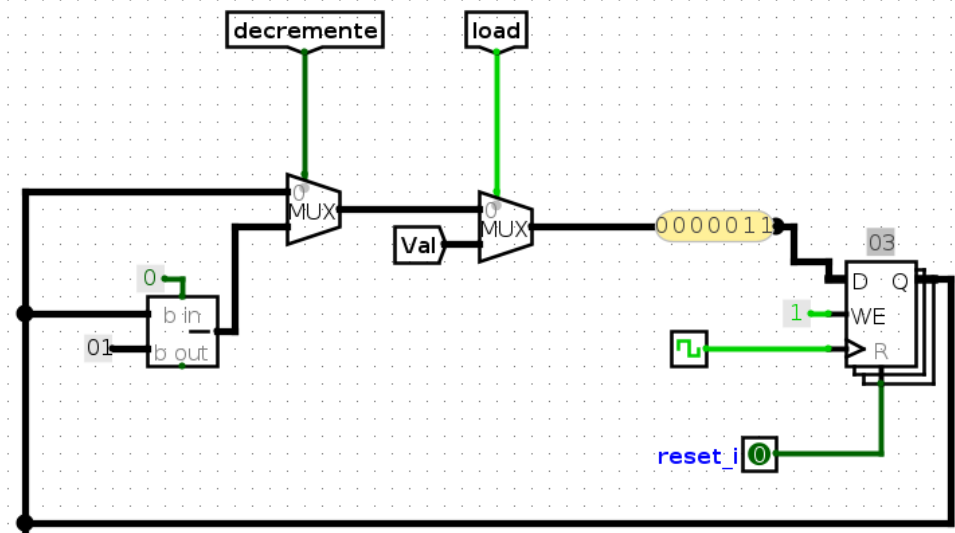 decremente
load
0
MUX
0
MUX
0000011
Val
03
D Q
0
b in
1
WE
01
b out
R
reset_i
0